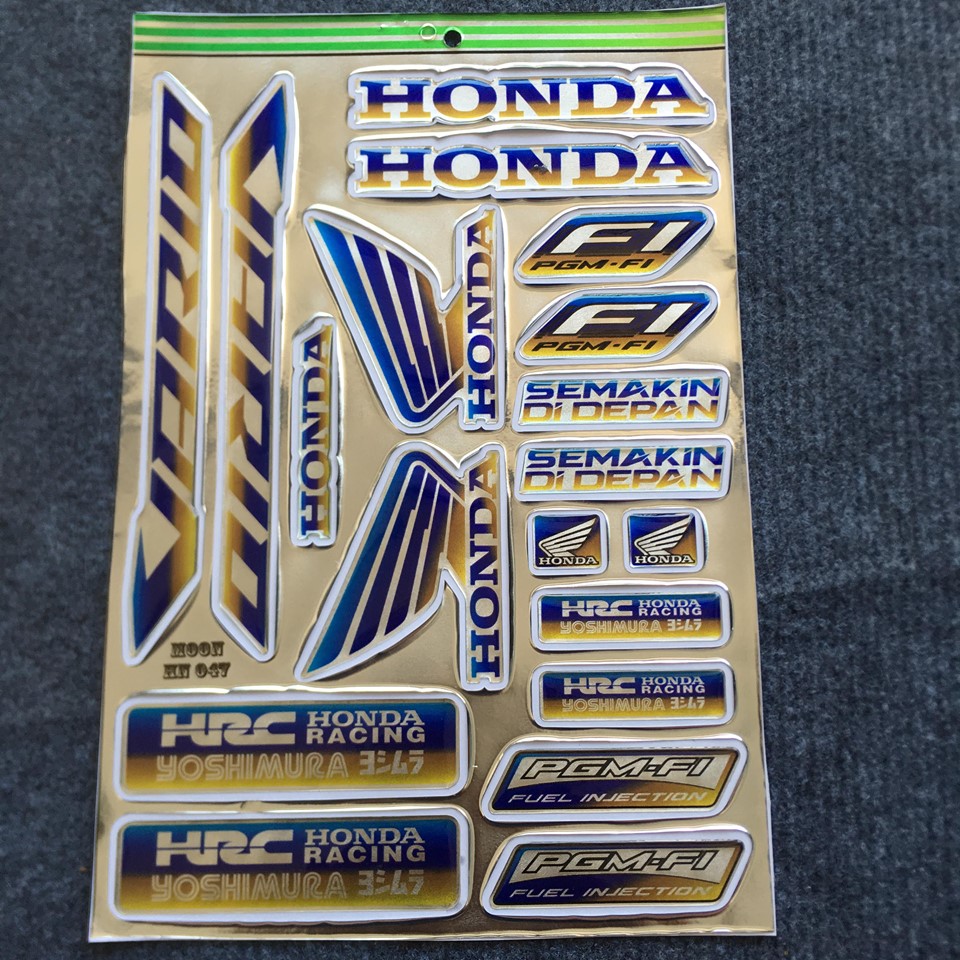 VARIO
VARIO
HONDA
HONDA
HONDA
HONDA
HONDA
FI
PGM-FI
FI
PGM-FI
SEMAKIN
DI DEPAN
SEMAKIN
DI DEPAN
HONDA
HONDA
HRC HONDA RACING
YOSHIMURA ヨシムラ
HRC HONDA RACING
YOSHIMURA ヨシムラ
MOON
HN 047
HRC HONDA RACING
YOSHIMURA ヨシムラ
HRC HONDA RACING
YOSHIMURA ヨシムラ
PGM-FI
FUEL INJECTION
PGM-FI
FUEL INJECTION